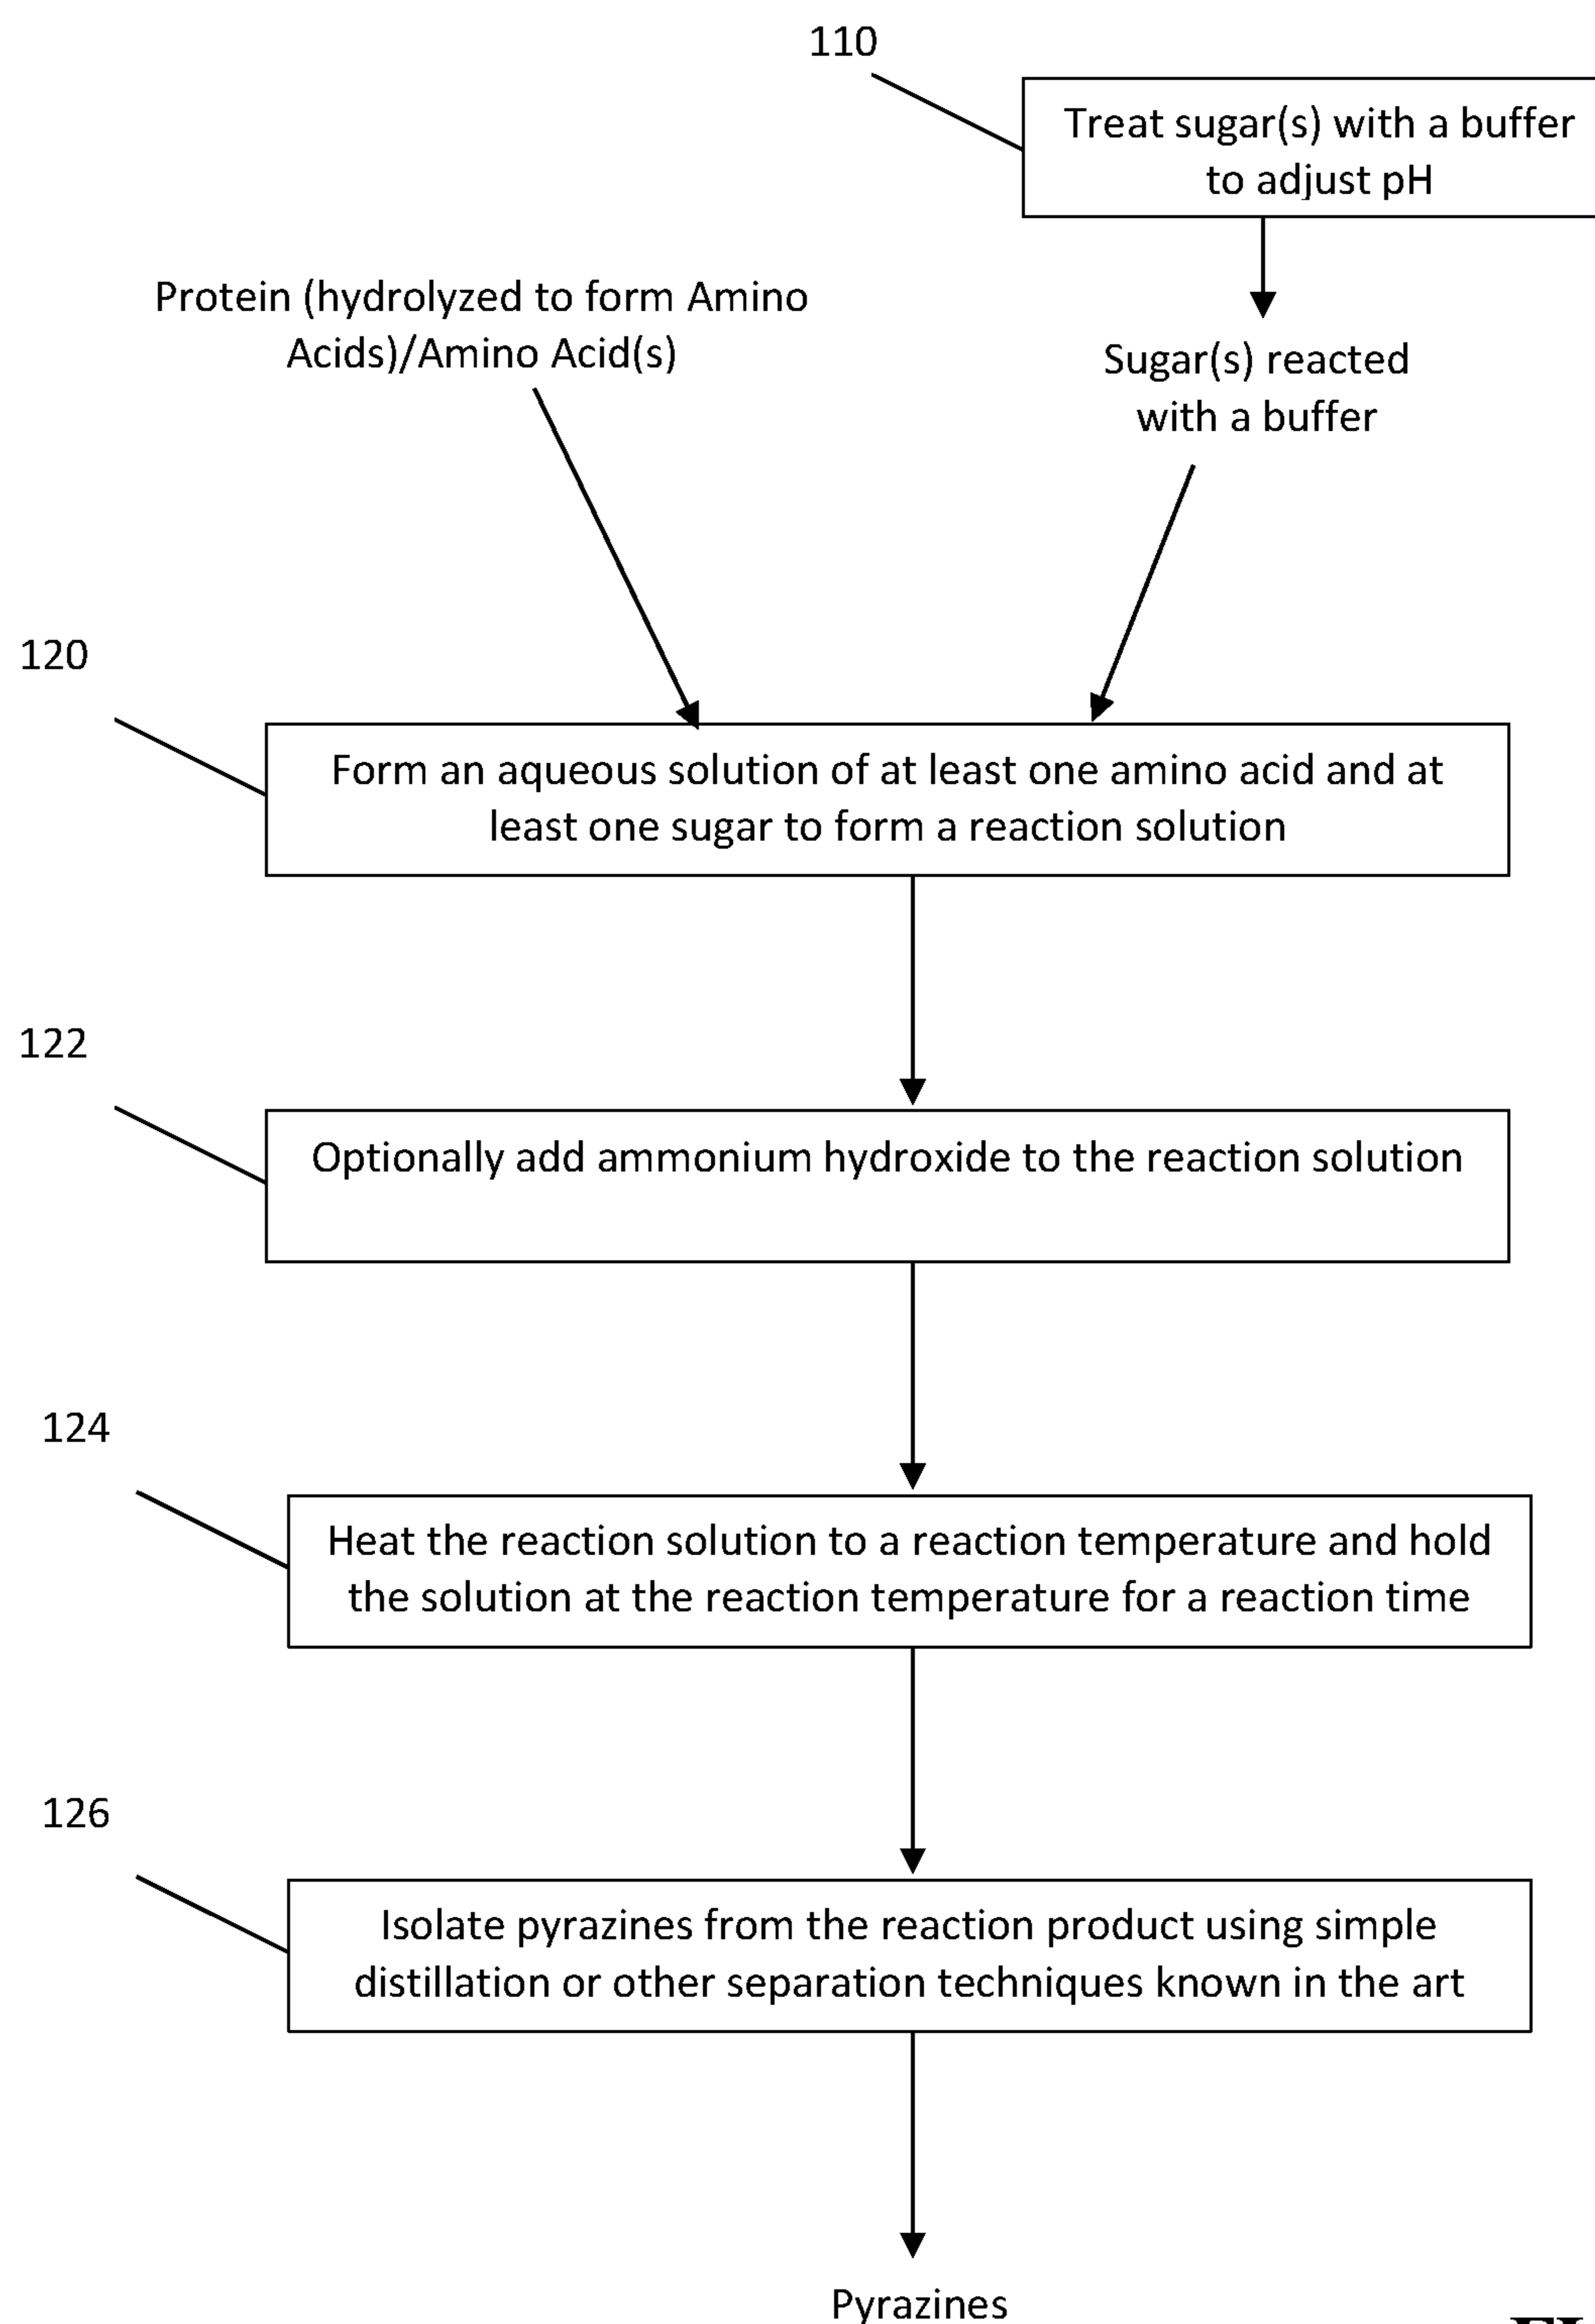 110
Treat sugar(s) with a buffer
to adjust pH
Protein (hydrolyzed to form Amino
Acids)/Amino Acid(s)
Sugar(s) reacted
with a buffer
120
Form an aqueous solution of at least one amino acid and at
least one sugar to form a reaction solution
122
Optionally add ammonium hydroxide to the reaction solution
124
Heat the reaction solution to a reaction temperature and hold
the solution at the reaction temperature for a reaction time
126
Isolate pyrazines from the reaction product using simple
distillation or other separation techniques known in the art
Pyrazines